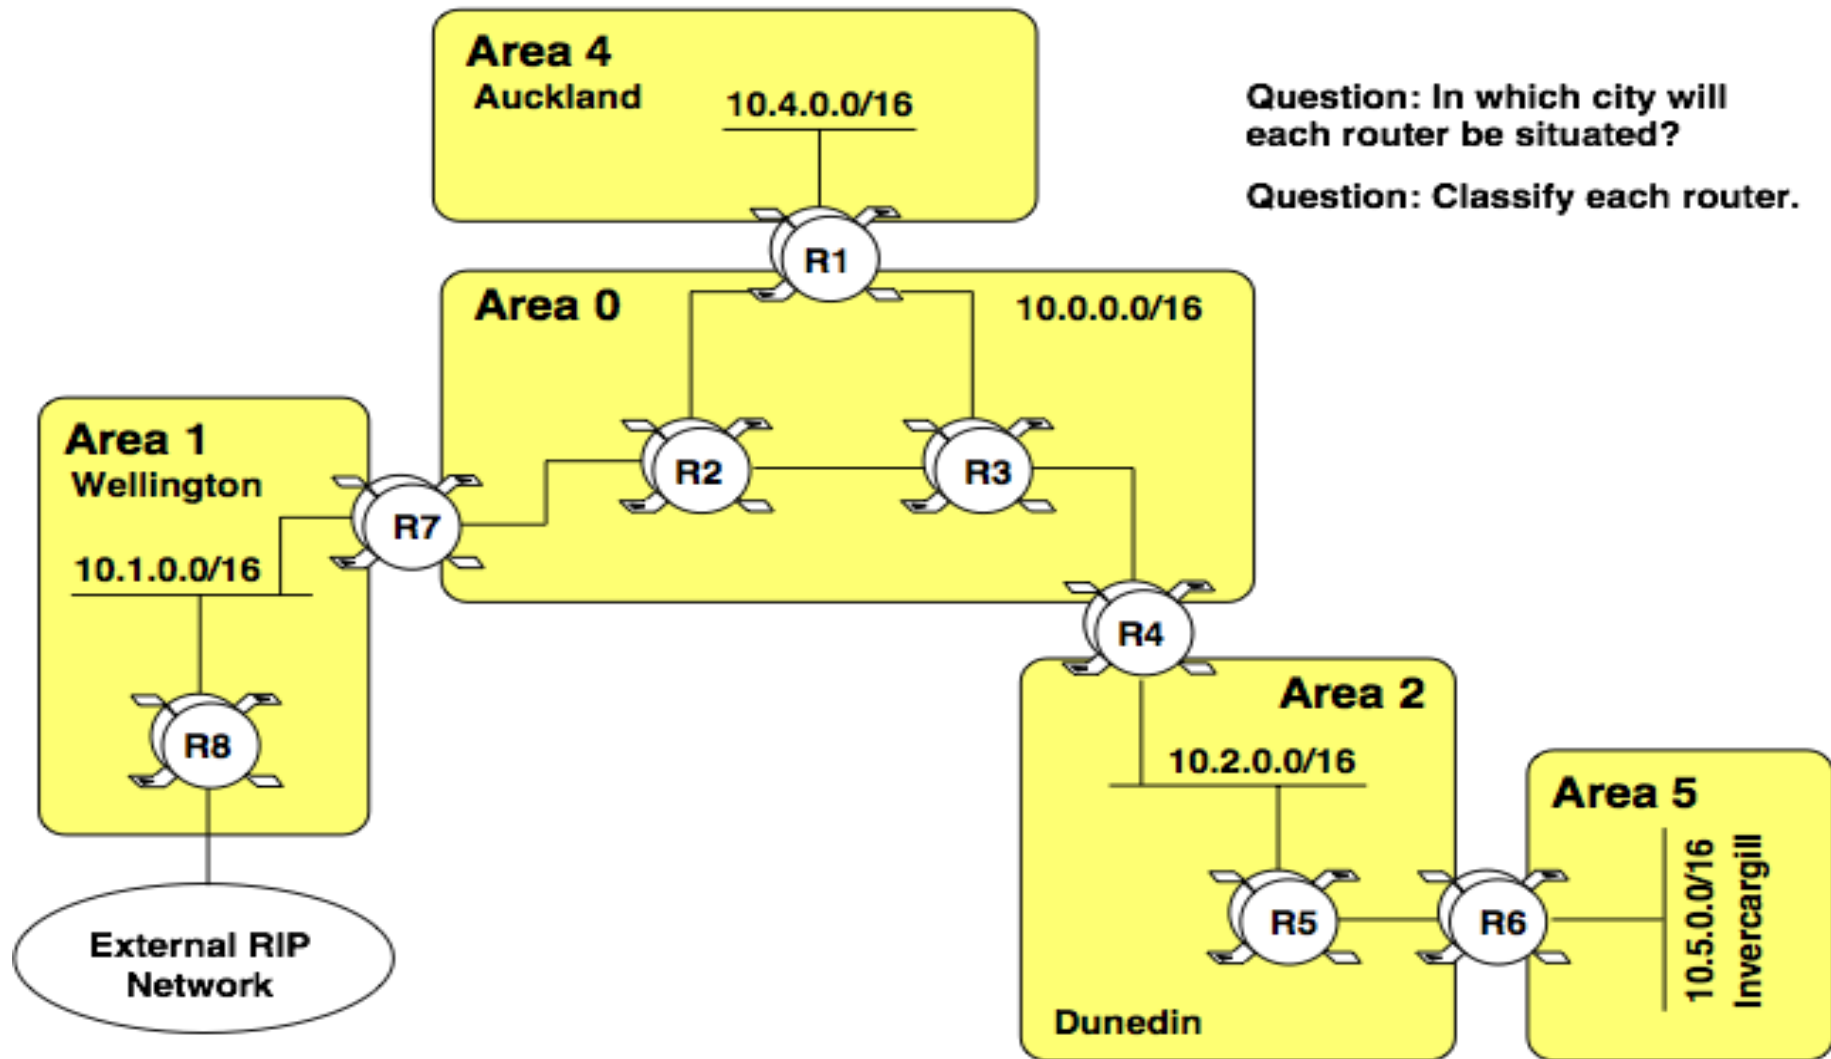 Area 4
Auckland
10.4.0.0/16
Question: In which city will
each router be situated?
Question: Classify each router.
R1
Area 0
10.0.0.0/16
Area 1
Wellington
R2
R3
R7
10.1.0.0/16
R4
Area 2
R8
10.2.0.0/16
Area 5
10.5.0.0/16
Invercargill
R5
R6
External RIP
Network
Dunedin